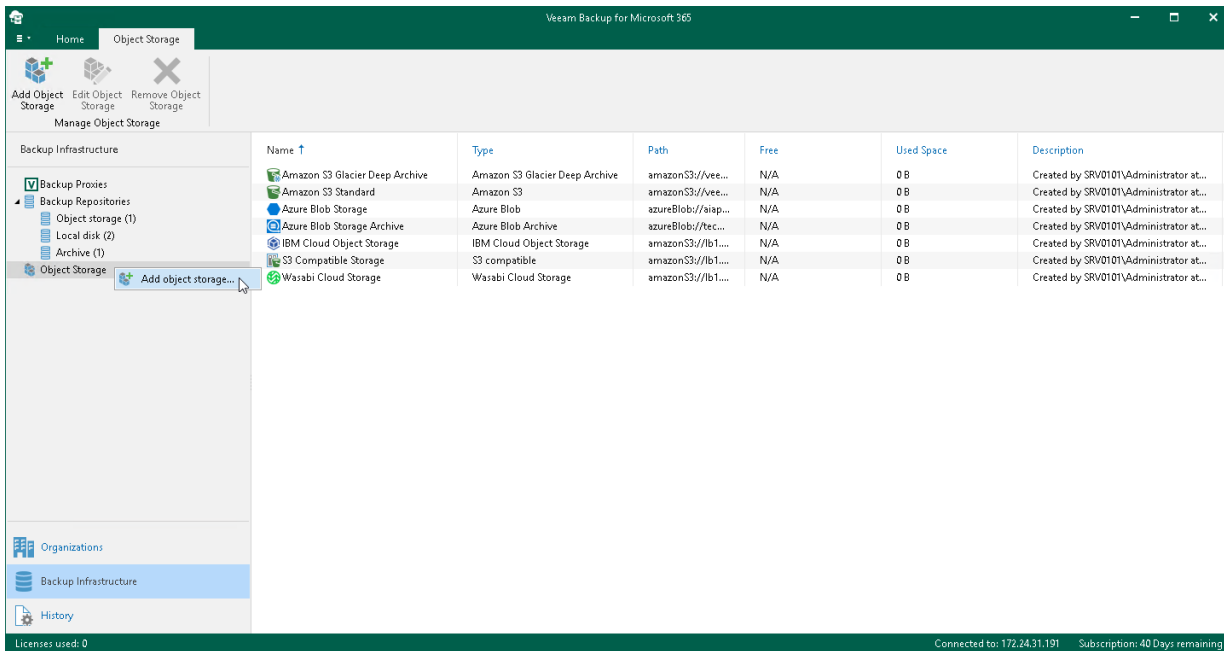 Veeam Backup for Microsoft 365
Home Object Storage
Add Object Storage
Edit Object Storage
Remove Object Storage
Manage Object Storage
Backup Infrastructure
Backup Proxies
Backup Repositories
Object storage (1)
Local disk (2)
Archive (1)
Object Storage
Add object storage...
Name ↑ Type Path Free Used Space Description
Amazon S3 Glacier Deep Archive Amazon S3 Glacier Deep Archive amazonS3://vee... N/A 0 B Created by SRV0101\Administrator at...
Amazon S3 Standard Amazon S3 amazonS3://vee... N/A 0 B Created by SRV0101\Administrator at...
Azure Blob Storage Azure Blob azureBlob://aiap... N/A 0 B Created by SRV0101\Administrator at...
Azure Blob Storage Archive Azure Blob Archive azureBlob://tec... N/A 0 B Created by SRV0101\Administrator at...
IBM Cloud Object Storage IBM Cloud Object Storage amazonS3://lb1.... N/A 0 B Created by SRV0101\Administrator at...
S3 Compatible Storage S3 compatible amazonS3://lb1.... N/A 0 B Created by SRV0101\Administrator at...
Wasabi Cloud Storage Wasabi Cloud Storage amazonS3://lb1.... N/A 0 B Created by SRV0101\Administrator at...
Organizations
Backup Infrastructure
History
Licenses used: 0 Connected to: 172.24.31.191 Subscription: 40 Days remaining